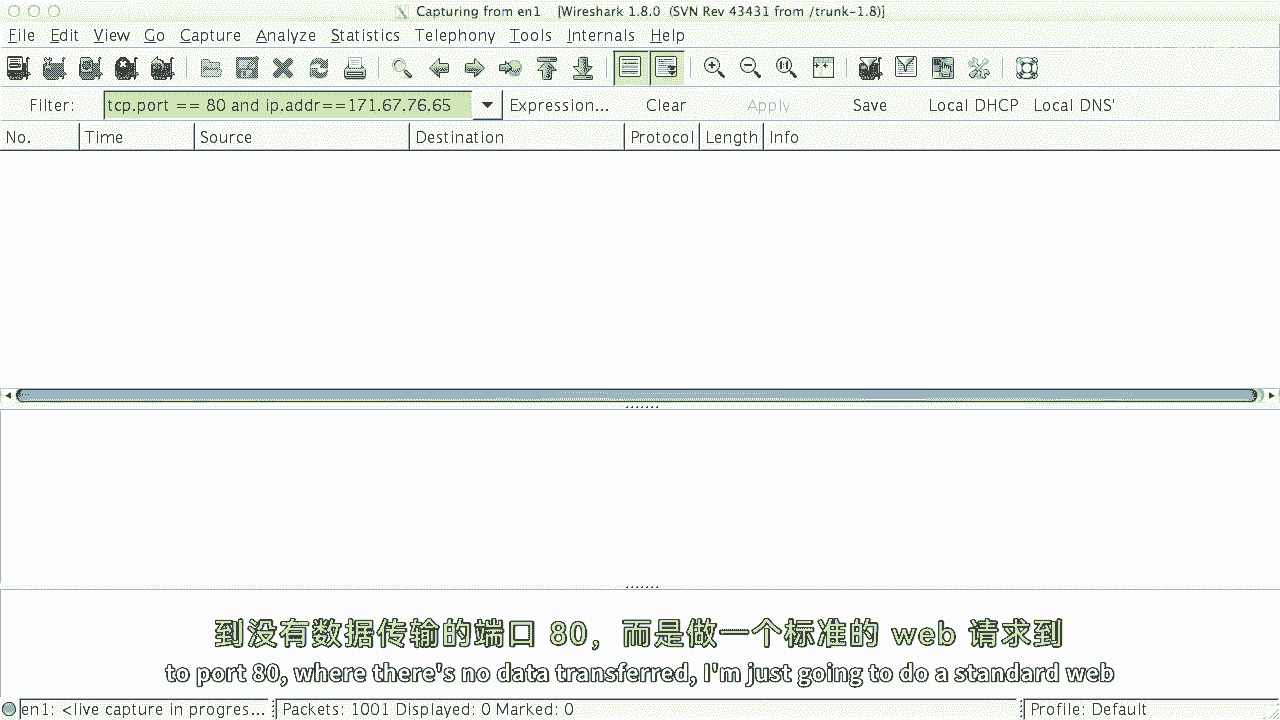 Capturing from en1 [Wireshark 1.8.0 (SVN Rev 43431 from /trunk-1.8)]
File Edit View Go Capture Analyze Statistics Telephony Tools Internals Help
Filter: tcp.port == 80 and ip.addr==171.67.76.65 Expression... Clear Apply Save Local DHCP Local DNS'
No. Time Source Destination Protocol Length Info
到没有数据传输的端口 80，而是做一个标准的 web 请求到
to port 80, where there's no data transferred, I'm just going to do a standard web
en1: <live capture in progres... Packets: 1001 Displayed: 0 Marked: 0 Profile: Default